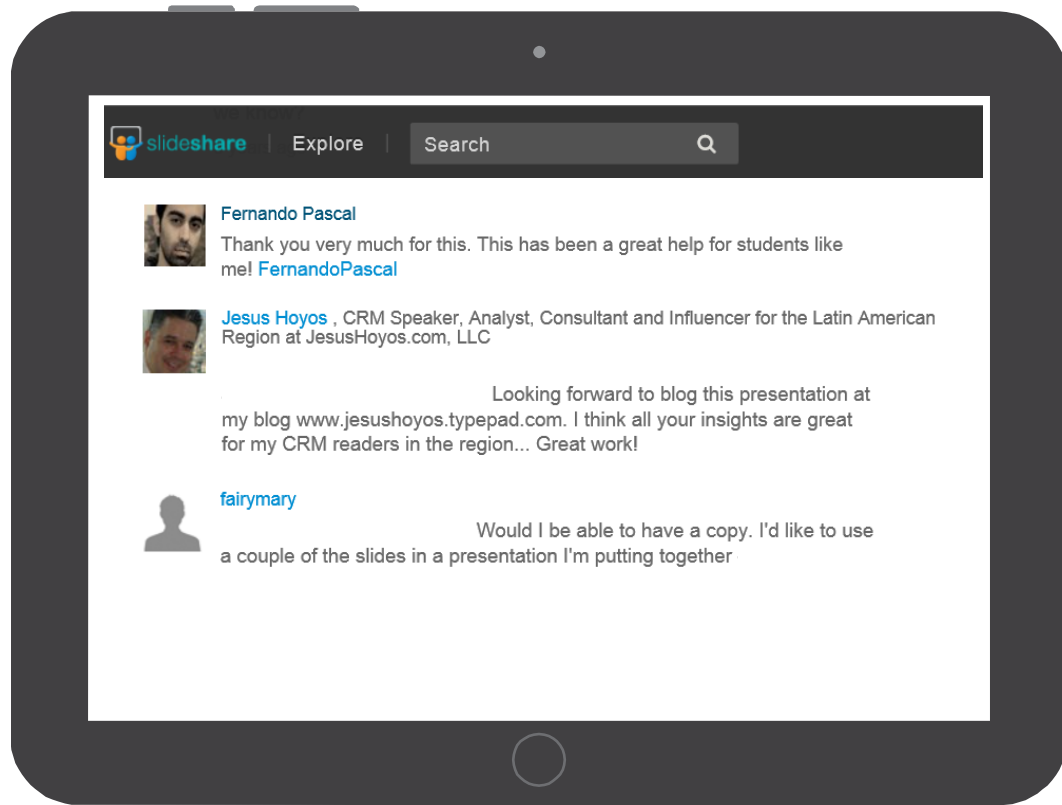 we know?
slideshare
Explore
Search
Fernando Pascal
Thank you very much for this. This has been a great help for students like
me! FernandoPascal
Jesus Hoyos , CRM Speaker, Analyst, Consultant and Influencer for the Latin American
Region at JesusHoyos.com, LLC
Looking forward to blog this presentation at
my blog www.jesushoyos.typepad.com. I think all your insights are great
for my CRM readers in the region... Great work!
fairymary
Would I be able to have a copy. I'd like to use
a couple of the slides in a presentation I'm putting together